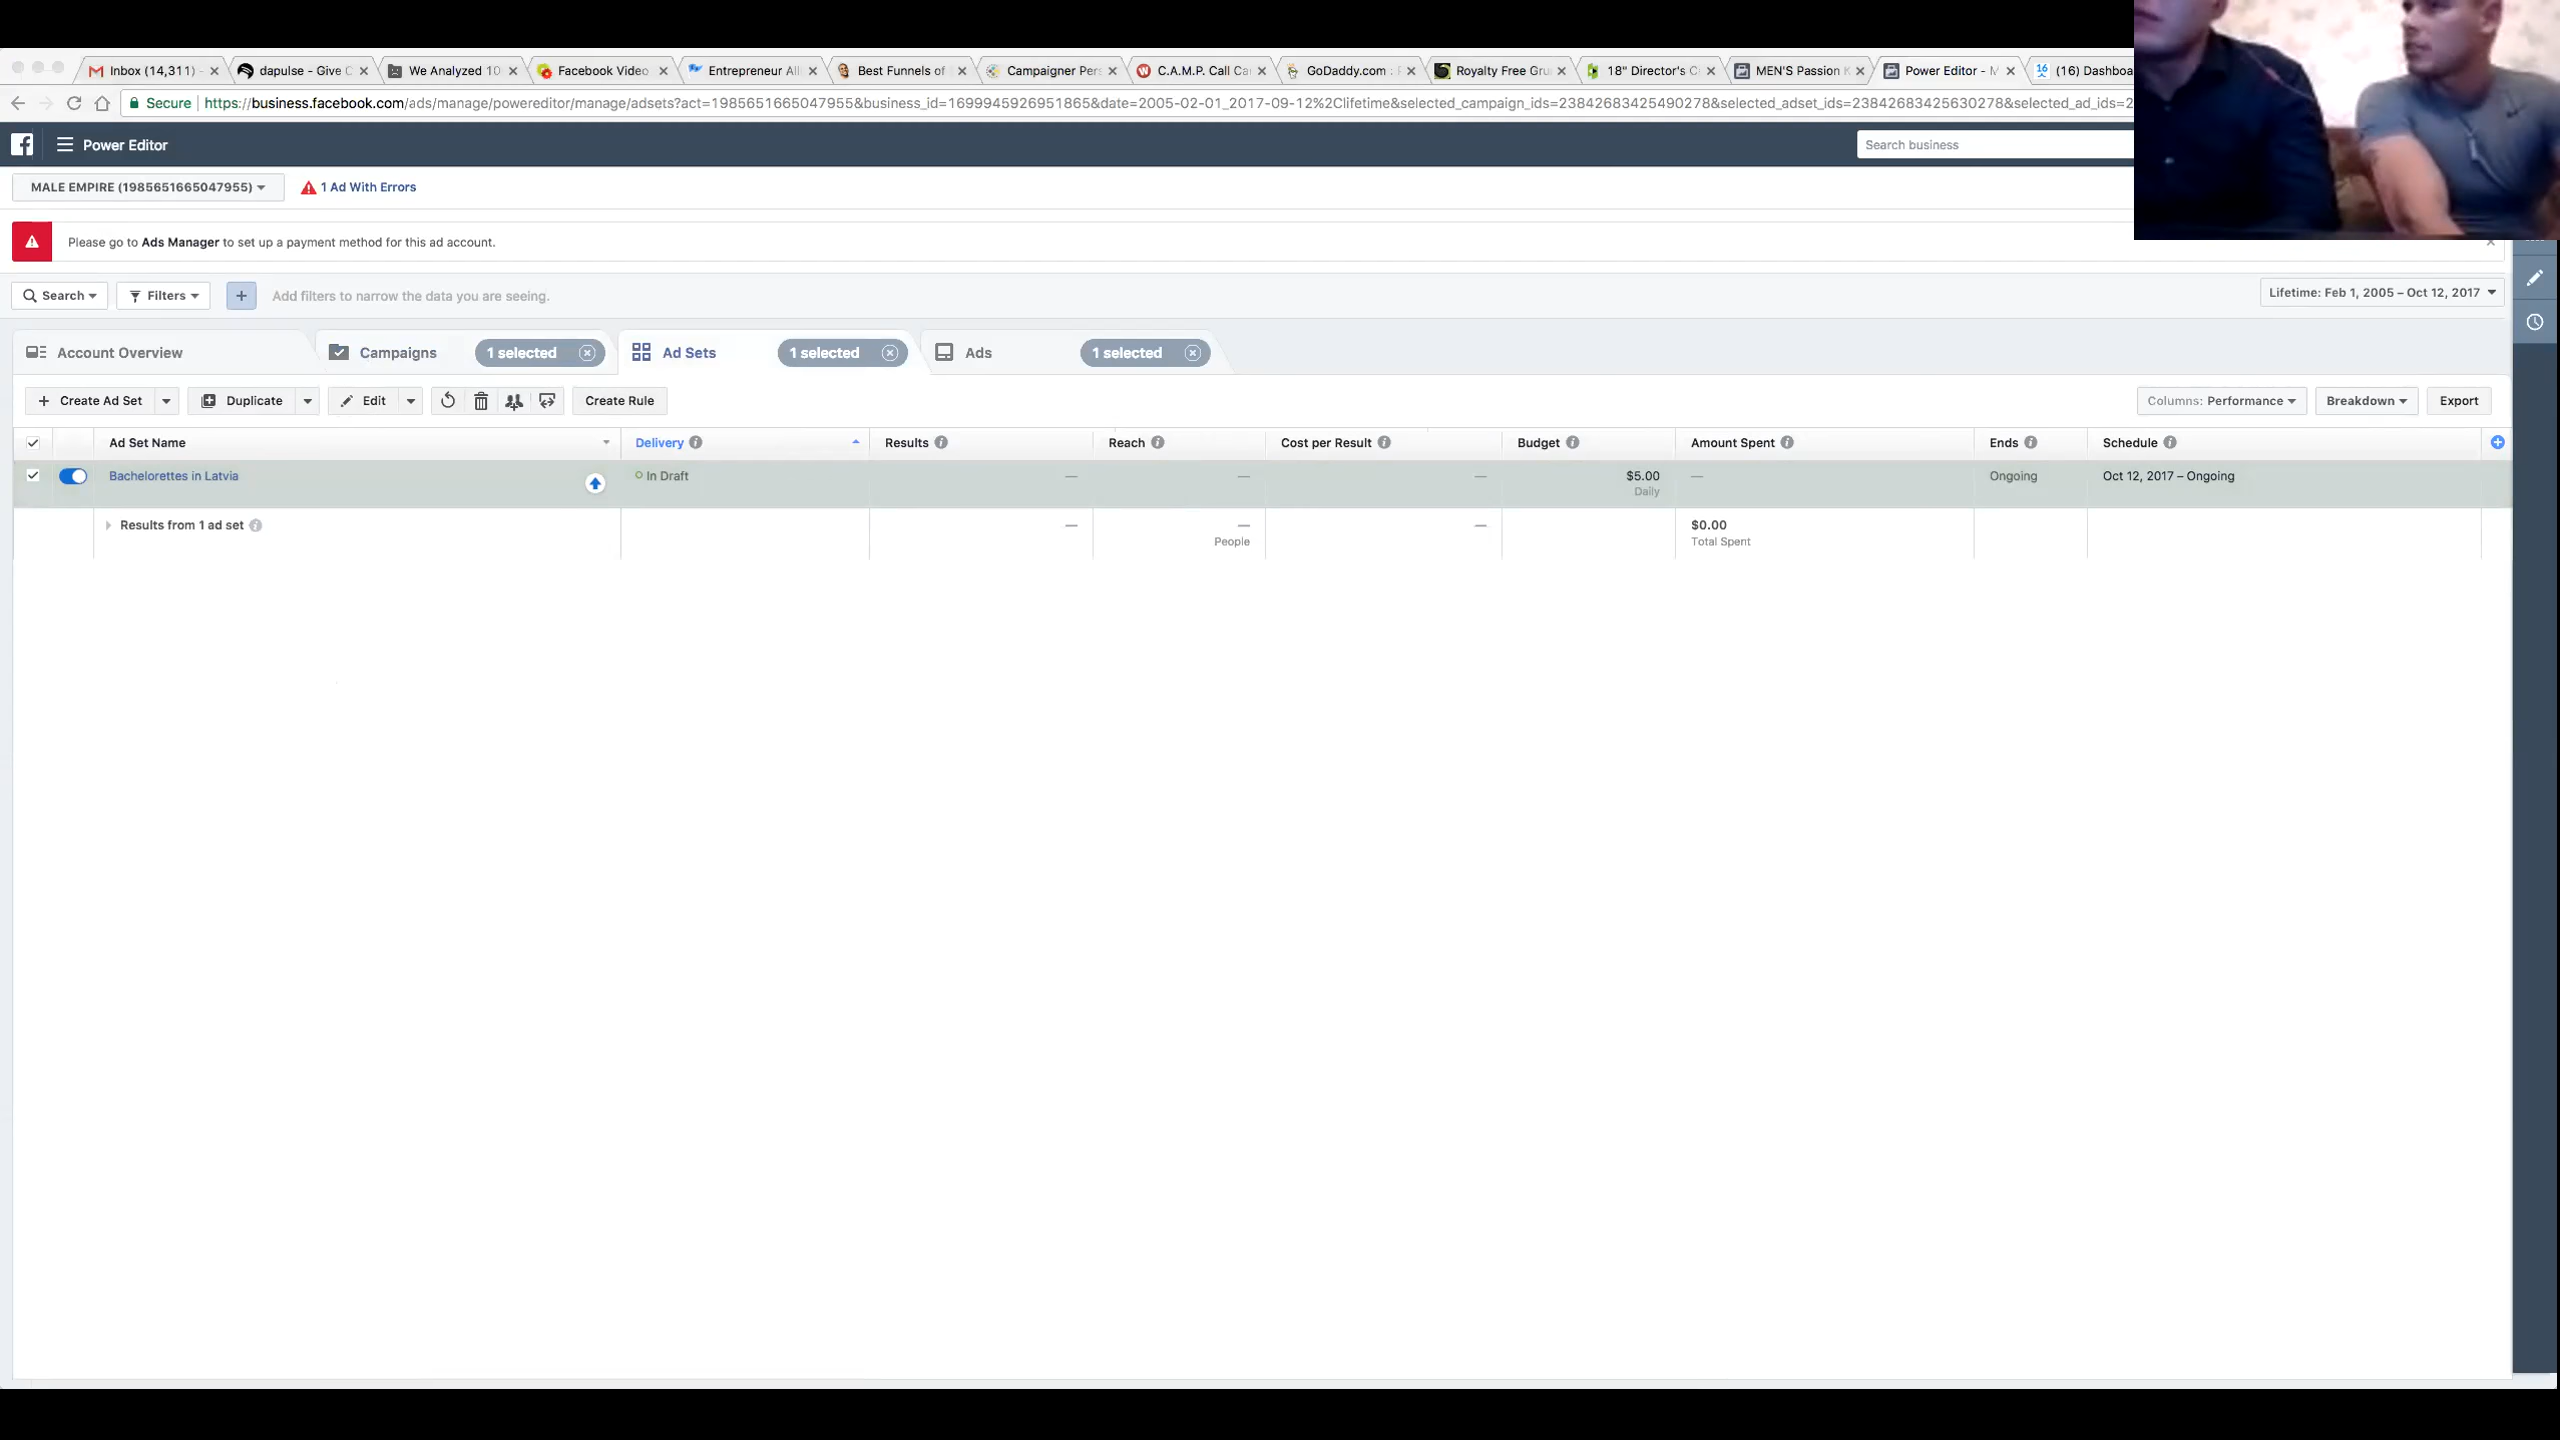 Inbox (14,311) -
dapulse - Give C
We Analyzed 10
Facebook Video
Entrepreneur All
Best Funnels of
Campaigner Pers
C.A.M.P. Call Ca
GoDaddy.com :
Royalty Free Gru
18" Director's C
MEN'S Passion
Power Editor - M
(16) Dashboa
Secure https://business.facebook.com/ads/manage/powereditor/manage/adsets?act=1985651665047955&business_id=1699945926951865&date=2005-02-01_2017-09-12%2Clifetime&selected_campaign_ids=23842683425490278&selected_adset_ids=23842683425630278&selected_ad_ids=2
Power Editor
Search business
MALE EMPIRE (1985651665047955)
1 Ad With Errors
Please go to Ads Manager to set up a payment method for this ad account.
Search
Filters
Add filters to narrow the data you are seeing.
Lifetime: Feb 1, 2005 – Oct 12, 2017
Account Overview
Campaigns
1 selected
Ad Sets
1 selected
Ads
1 selected
Create Ad Set
Duplicate
Edit
Create Rule
Columns: Performance
Breakdown
Export
Ad Set Name
Delivery
Results
Reach
Cost per Result
Budget
Amount Spent
Ends
Schedule
Bachelorettes in Latvia
In Draft
—
—
—
$5.00
Daily
—
Ongoing
Oct 12, 2017 – Ongoing
Results from 1 ad set
—
—
People
—
$0.00
Total Spent